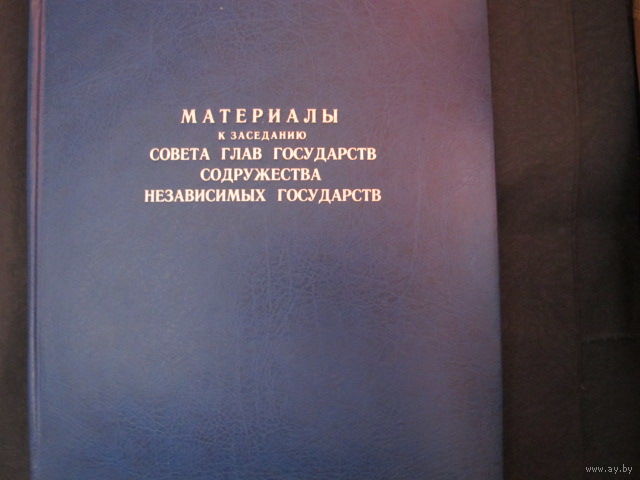 МАТЕРИАЛЫ
К ЗАСЕДАНИЮ
СОВЕТА ГЛАВ ГОСУДАРСТВ
СОДРУЖЕСТВА
НЕЗАВИСИМЫХ ГОСУДАРСТВ
www.ay.by